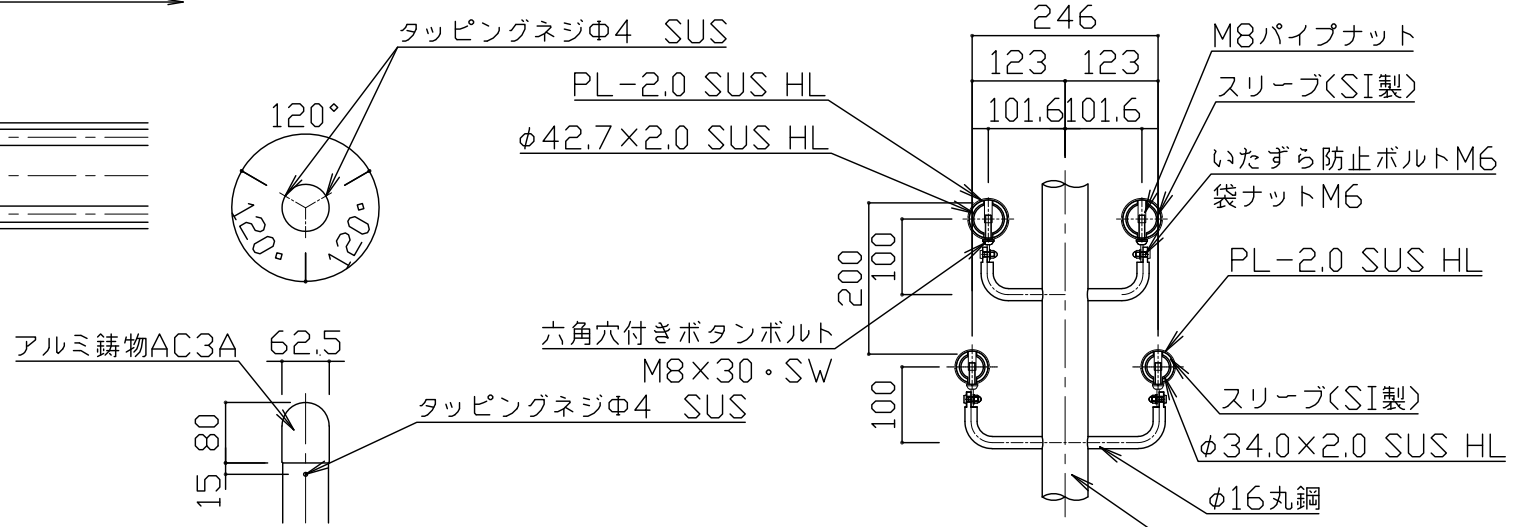 タッピングネジΦ4 SUS
120°
120°
120°
アルミ鋳物AC3A
62.5
80
15
タッピングネジΦ4 SUS
246
123
123
101.6
101.6
PL-2.0 SUS HL
φ42.7×2.0 SUS HL
M8パイプナット
スリーブ(SI製)
いたずら防止ボルトM6
袋ナットM6
200
100
100
PL-2.0 SUS HL
六角穴付きボタンボルト
M8×30・SW
スリーブ(SI製)
φ34.0×2.0 SUS HL
φ16丸鋼